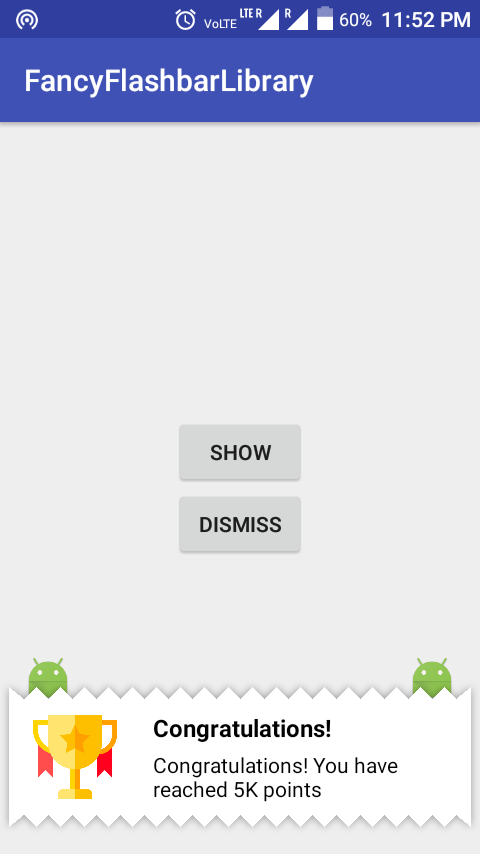 VoLTE LTE R R 60% 11:52 PM
FancyFlashbarLibrary
SHOW
DISMISS
Congratulations!
Congratulations! You have
reached 5K points